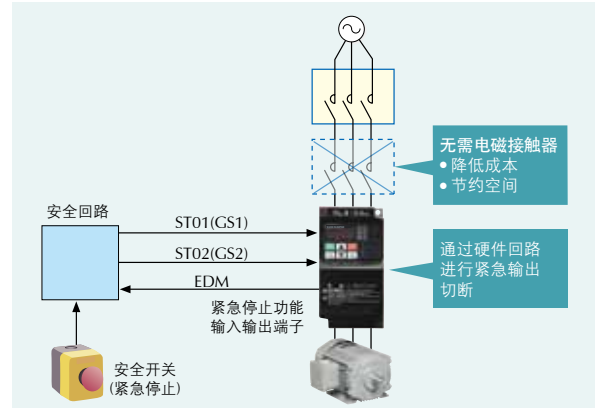 无需电磁接触器
●降低成本
●节约空间
安全回路
ST01(GS1)
ST02(GS2)
EDM
通过硬件回路
进行紧急输出
切断
紧急停止功能
输入输出端子
安全开关
(紧急停止)